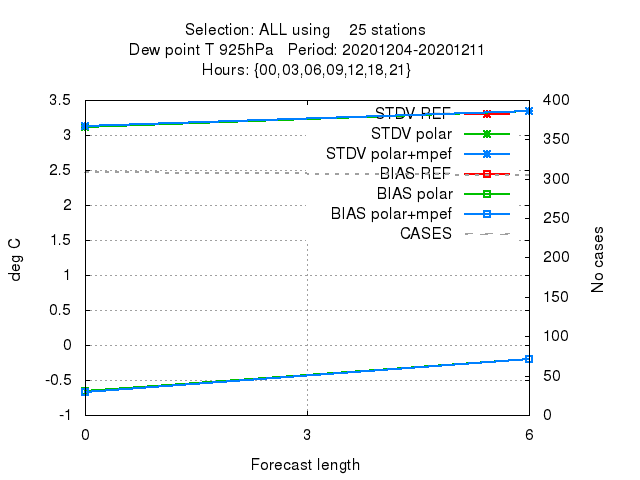 Selection: ALL using    25 stations
Dew point T 925hPa   Period: 20201204-20201211
Hours: {00,03,06,09,12,18,21}
3.5
3
2.5
2
1.5
1
0.5
0
-0.5
-1
deg C
STDV REF
STDV polar
STDV polar+mpef
BIAS REF
BIAS polar
BIAS polar+mpef
CASES
400
350
300
250
200
150
100
50
0
No cases
0 3 6
Forecast length